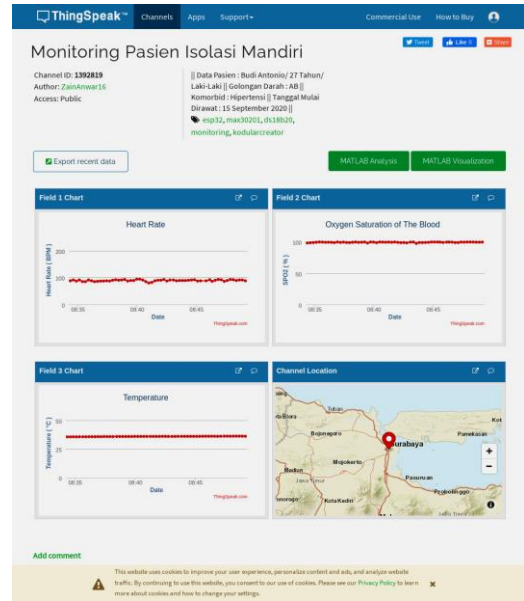 ThingSpeak™ Channels Apps Support Commercial Use How to Buy
Monitoring Pasien Isolasi Mandiri
Tweet Like 0 Share
Channel ID: 1392819
Author: ZainAnwar16
Access: Public
|| Data Pasien : Budi Antonio/ 27 Tahun/
Laki-Laki || Golongan Darah : AB ||
Komorbid : Hipertensi || Tanggal Mulai
Dirawat : 15 September 2020 ||
esp32, max30201, ds18b20,
monitoring, kodularcreator
Export recent data
MATLAB Analysis MATLAB Visualization
Field 1 Chart
Heart Rate
Heart Rate ( BPM )
200
100
0
08:35 08:40 08:45
Date
ThingSpeak.com
Field 2 Chart
Oxygen Saturation of The Blood
SPO2 ( % )
100
50
0
08:35 08:40 08:45
Date
ThingSpeak.com
Field 3 Chart
Temperature
Temperature ( °C )
50
25
0
08:35 08:40 08:45
Date
ThingSpeak.com
Channel Location
Tuban
Bojonegoro
Surabaya
Pamekasan
Mojokerto
Madiun
Jawa Timur
Pasuruan
Probolinggo
Kota Kediri
+
−
Add comment
This website uses cookies to improve your user experience, personalize content and ads, and analyze website
traffic. By continuing to use this website, you consent to our use of cookies. Please see our Privacy Policy to learn
more about cookies and how to change your settings.